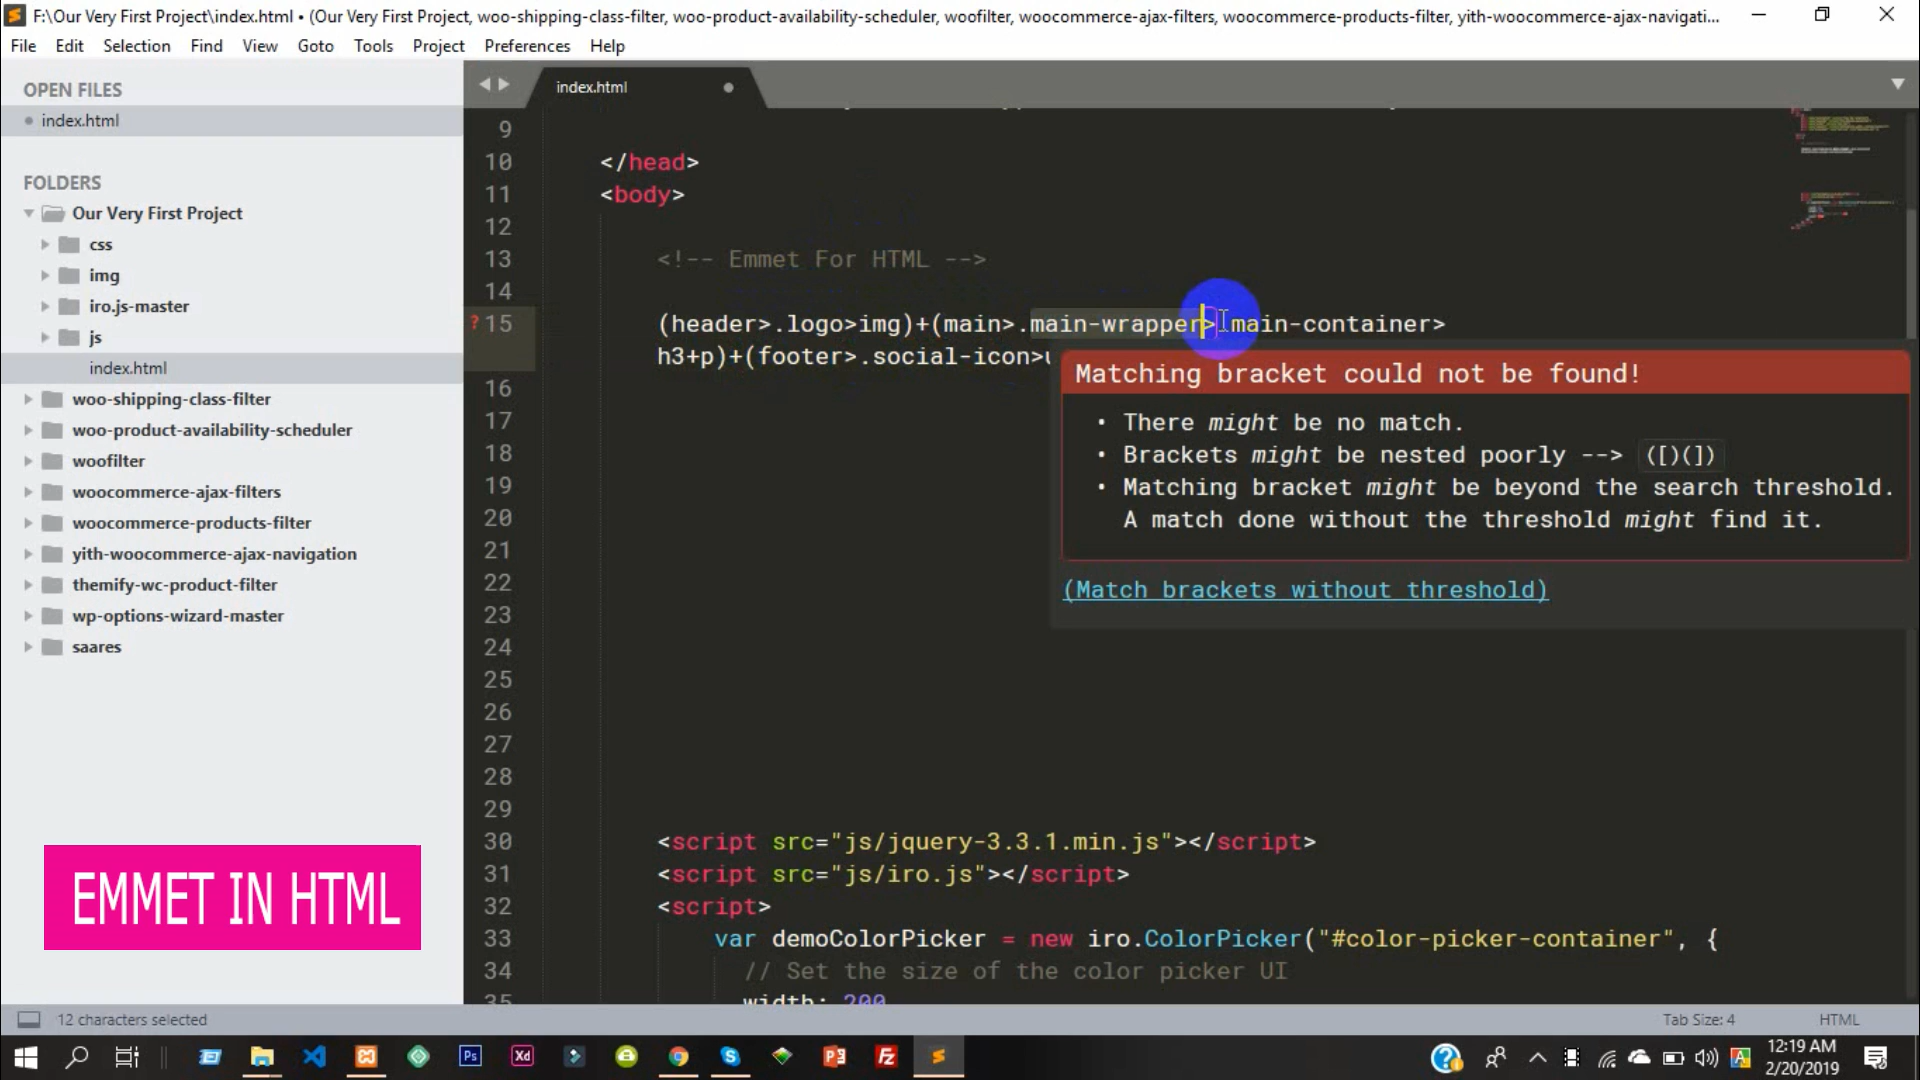 F:\Our Very First Project\index.html • (Our Very First Project, woo-shipping-class-filter, woo-product-availability-scheduler, woofilter, woocommerce-ajax-filters, woocommerce-products-filter, yith-woocommerce-ajax-navigati...
File Edit Selection Find View Goto Tools Project Preferences Help
OPEN FILES
index.html
FOLDERS
Our Very First Project
css
img
iro.js-master
js
index.html
woo-shipping-class-filter
woo-product-availability-scheduler
woofilter
woocommerce-ajax-filters
woocommerce-products-filter
yith-woocommerce-ajax-navigation
themify-wc-product-filter
wp-options-wizard-master
saares
EMMET IN HTML
index.html
9
10 </head>
11 <body>
12
13 <!-- Emmet For HTML -->
14
? 15 (header>.logo>img)+(main>.main-wrapper>.main-container>
h3+p)+(footer>.social-icon>
16
17
18
19
20
21
22
23
24
25
26
27
28
29
30 <script src="js/jquery-3.3.1.min.js"></script>
31 <script src="js/iro.js"></script>
32 <script>
33 var demoColorPicker = new iro.ColorPicker("#color-picker-container", {
34 // Set the size of the color picker UI
35 width: 200
Matching bracket could not be found!
• There might be no match.
• Brackets might be nested poorly --> ([)(])
• Matching bracket might be beyond the search threshold.
A match done without the threshold might find it.
(Match brackets without threshold)
12 characters selected
Tab Size: 4 HTML
12:19 AM
2/20/2019